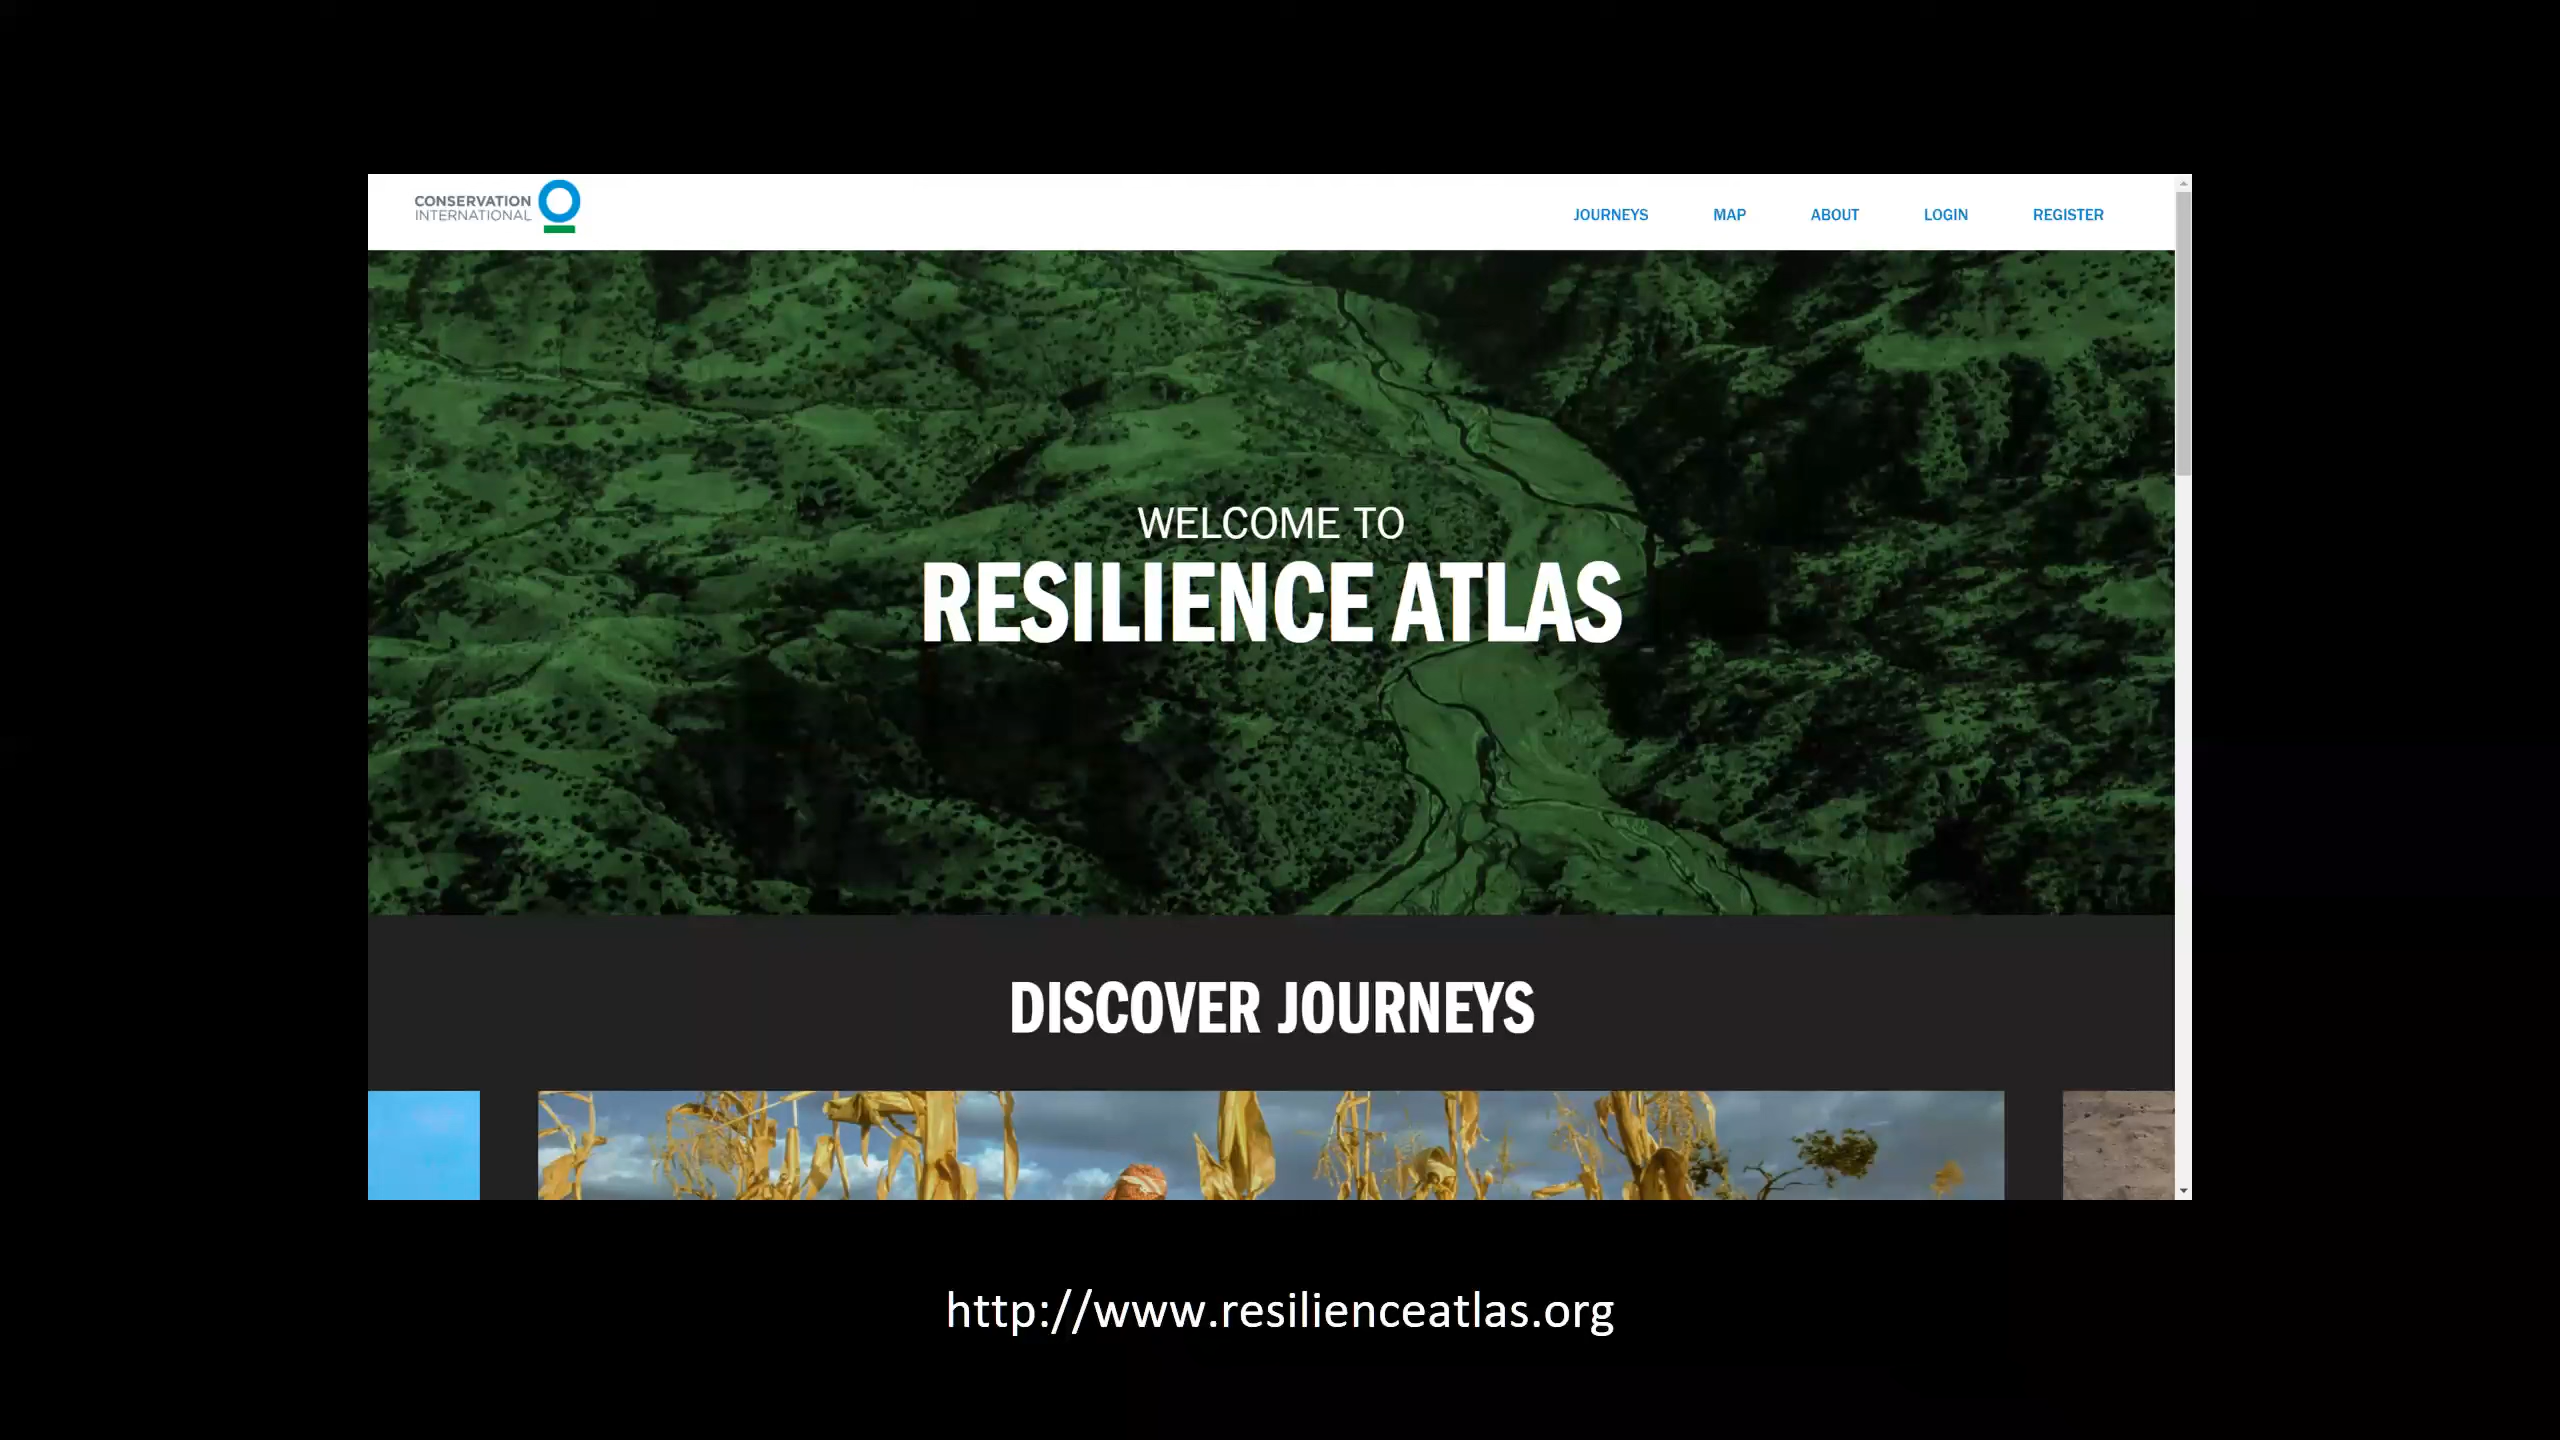 CONSERVATION
INTERNATIONAL
JOURNEYS MAP ABOUT LOGIN REGISTER
WELCOME TO
RESILIENCE ATLAS
DISCOVER JOURNEYS
http://www.resilienceatlas.org